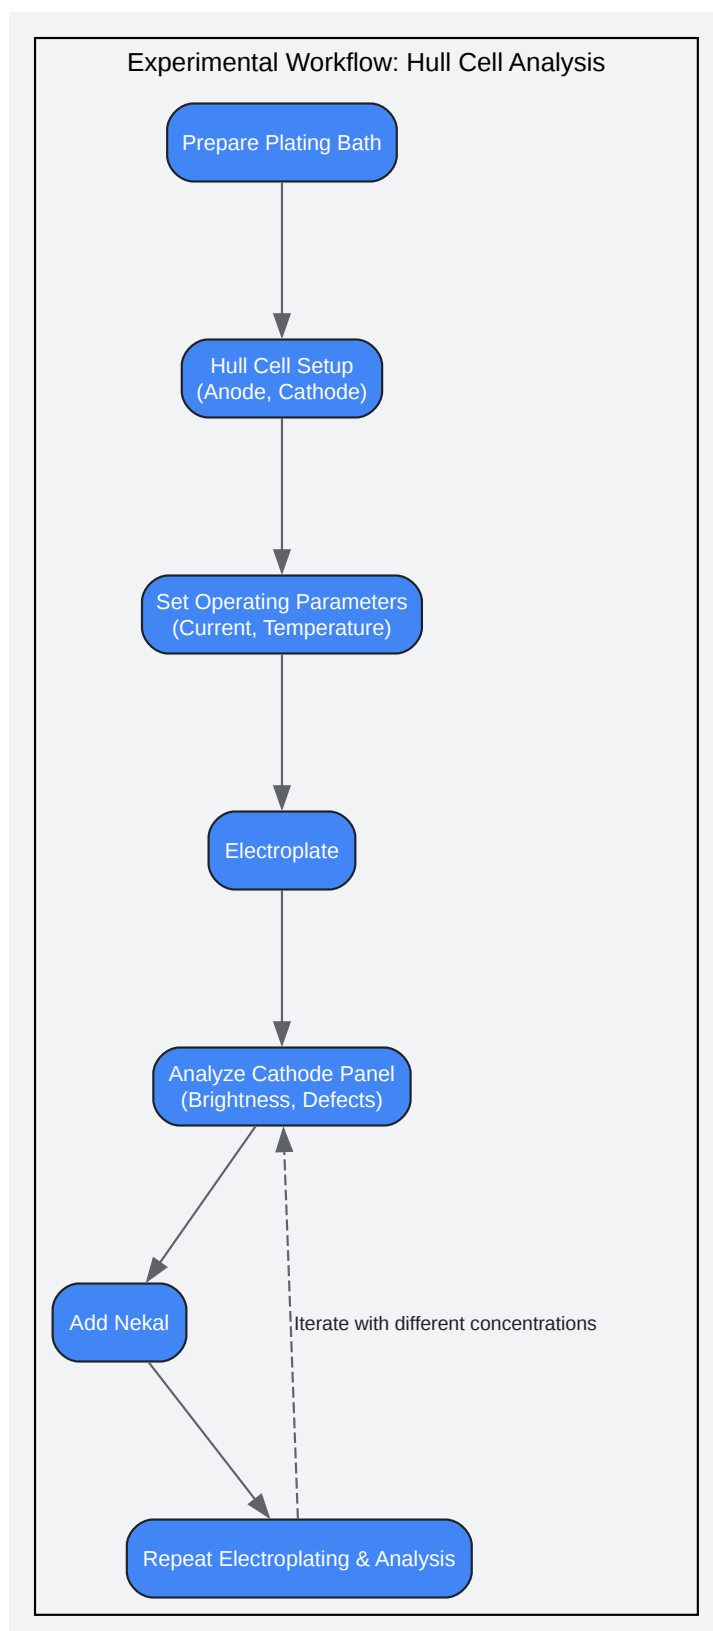 Experimental Workflow: Hull Cell Analysis
Prepare Plating Bath
Hull Cell Setup
(Anode, Cathode)
Set Operating Parameters
(Current, Temperature)
Electroplate
Analyze Cathode Panel
(Brightness, Defects)
Add Nekal
Iterate with different concentrations
Repeat Electroplating & Analysis